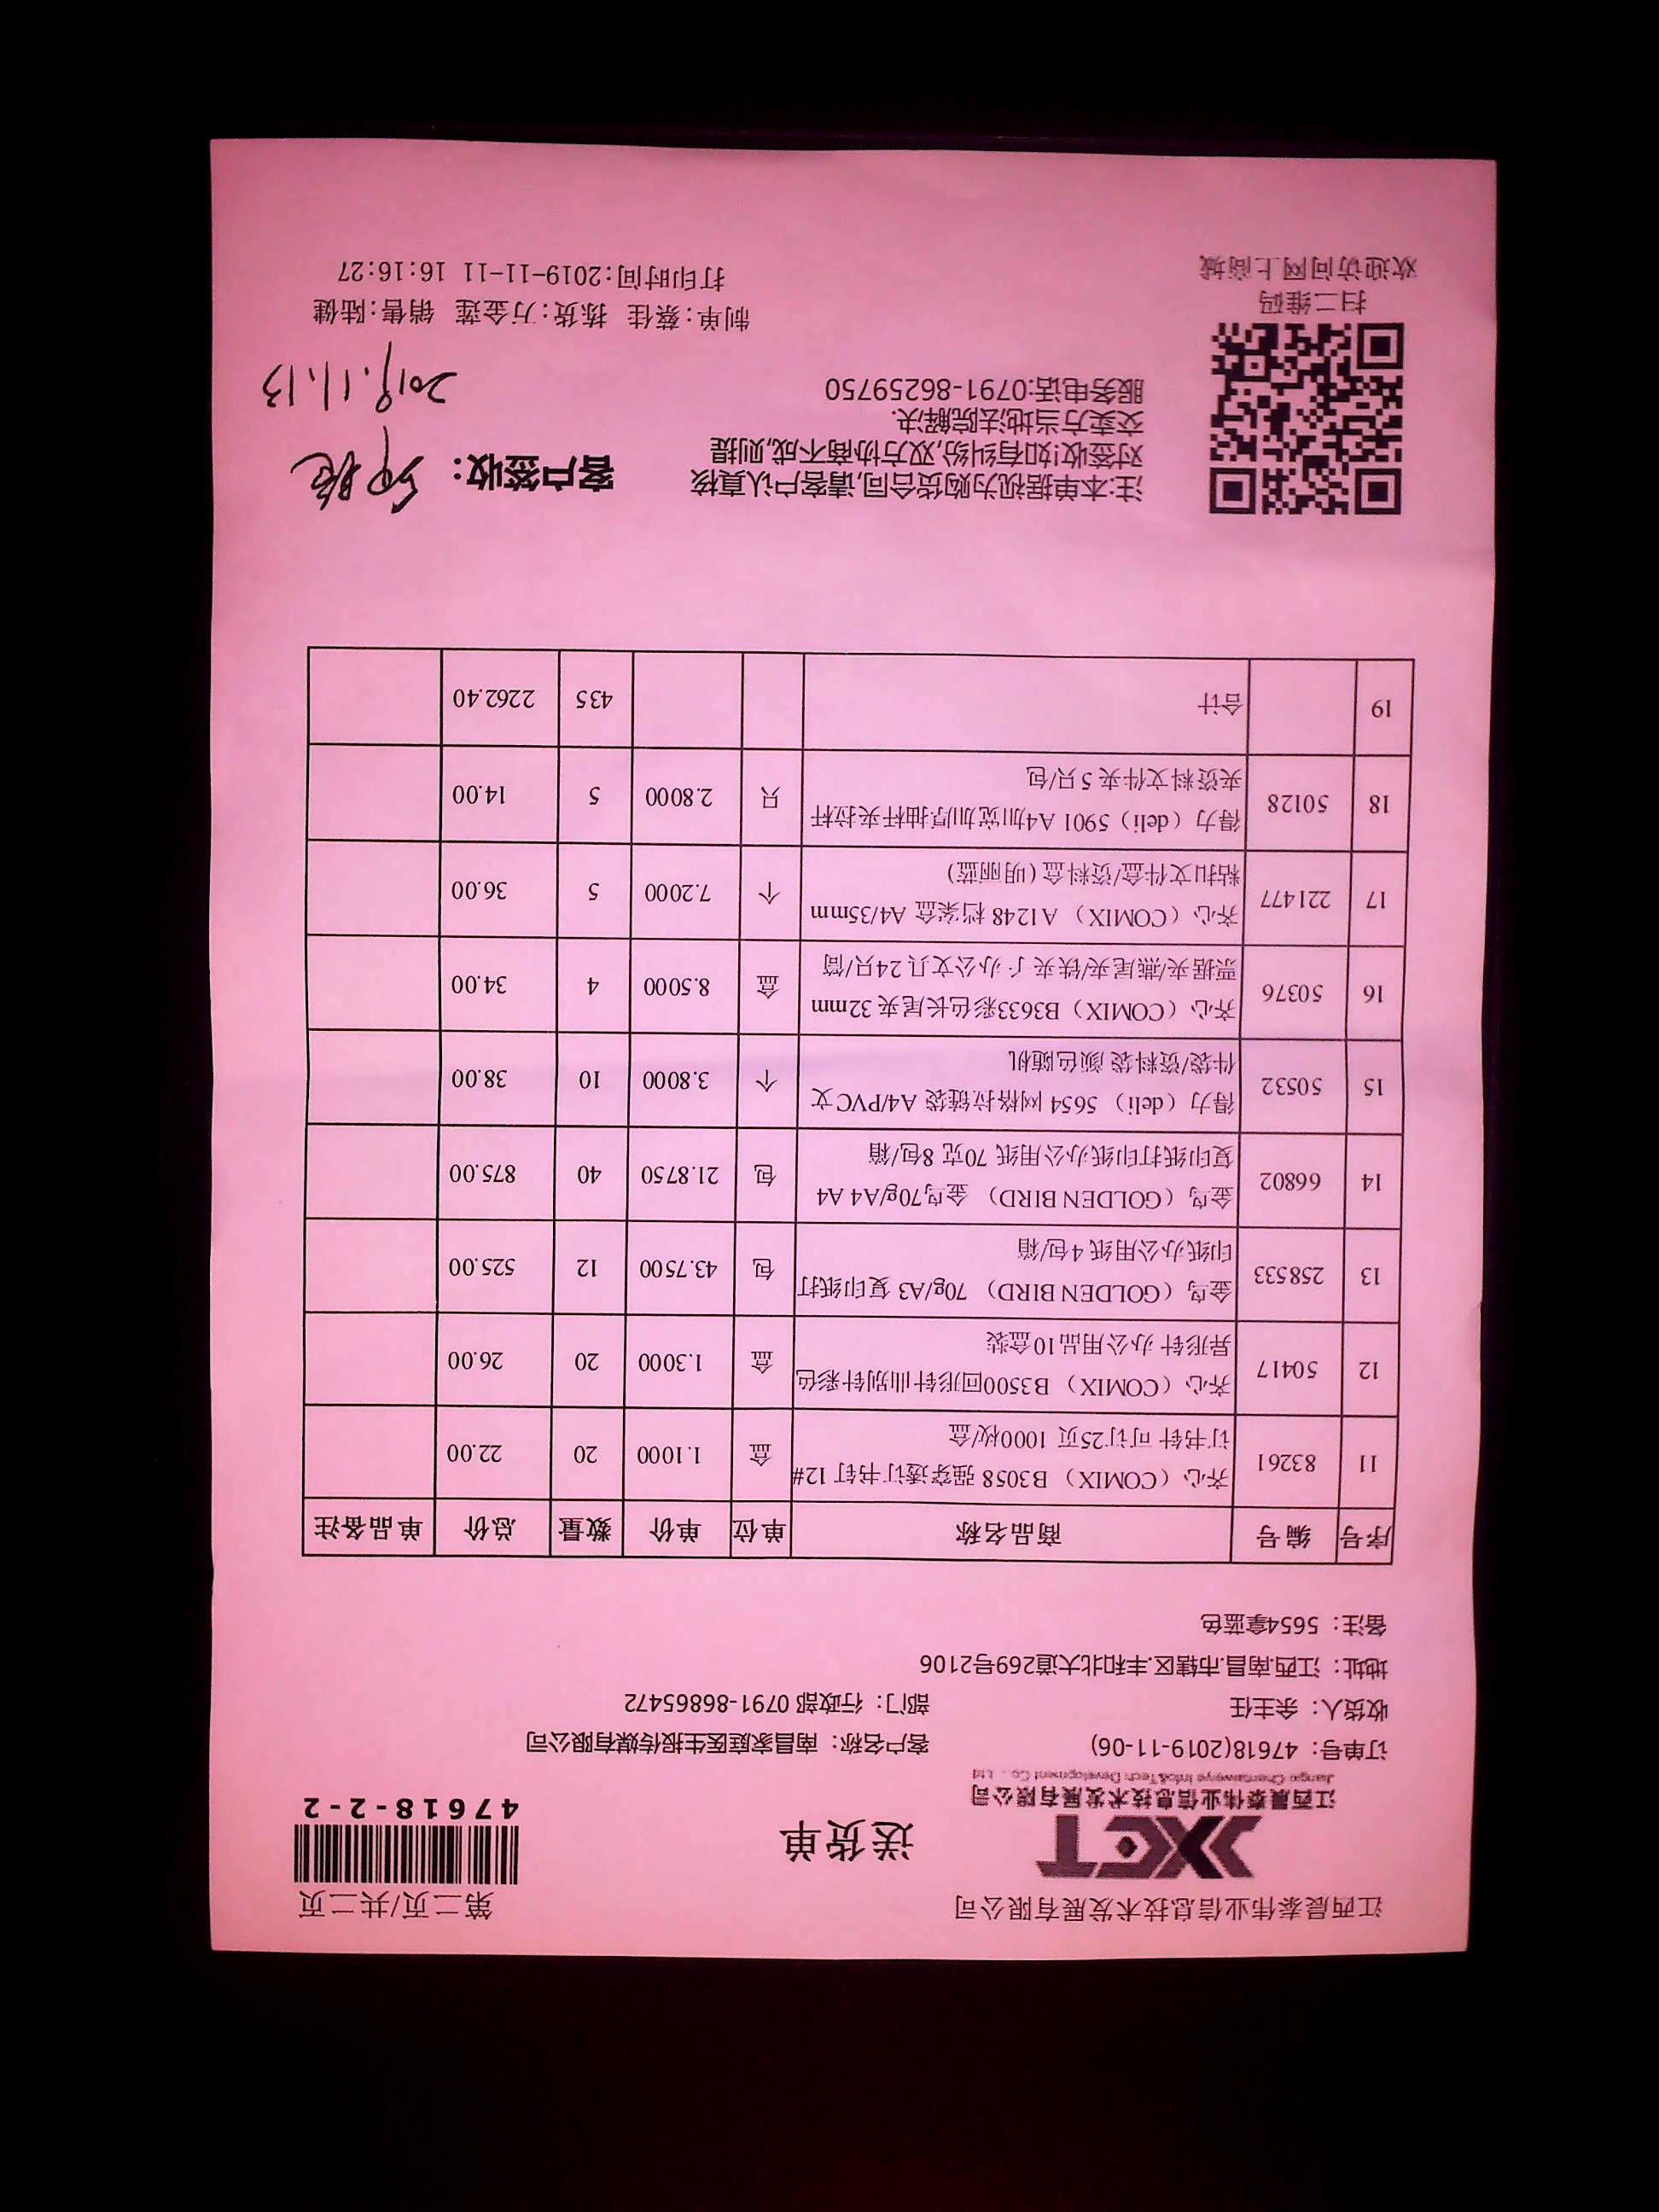 江西晨泰伟业信息技术发展有限公司
第二页/共二页
送货单
江西晨泰伟业信息技术发展有限公司
Jiangxi Chentaiweiye Info&Tech Development Co., Ltd
47618-2-2
订单号: 47618(2019-11-06)
客户名称: 南昌家庭医生报传媒有限公司
收货人: 余主任
部门: 行政部 0791-86865472
地址: 江西.南昌.市辖区.丰和北大道269号2106
备注: 5654拿蓝色
序号 编号 商品名称 单位 单价 数量 总价 单品备注
11 83261 齐心（COMIX） B3058 强穿透订书钉 12# 盒 1.1000 20 22.00
订书针 可订25页 1000枚/盒
12 50417 齐心（COMIX） B3500回形针曲别针彩色 盒 1.3000 20 26.00
异形针 办公用品10盒装
13 258533 金鸟（GOLDEN BIRD） 70g/A3 复印纸打 包 43.7500 12 525.00
印纸办公用纸 4包/箱
14 66802 金鸟（GOLDEN BIRD） 金鸟70g/A4 A4 包 21.8750 40 875.00
复印纸打印纸办公用纸 70克 8包/箱
15 50532 得力（deli） 5654 网格拉链袋 A4/PVC文 个 3.8000 10 38.00
件袋/资料袋 颜色随机
16 50376 齐心（COMIX） B3633彩色长尾夹 32mm 盒 8.5000 4 34.00
票据夹/燕尾夹/铁夹子 办公文具 24只/筒
17 221477 齐心（COMIX） A1248 档案盒 A4/35mm 个 7.2000 5 36.00
粘扣文件盒/资料盒 (明丽蓝)
18 50128 得力（deli）5901 A4加宽加厚抽杆夹拉杆 只 2.8000 5 14.00
夹资料文件夹 5只/包
19 合计 435 2262.40
注:本单据视为购货合同,请客户认真核
对签收!如有纠纷,双方协商不成,则提
交卖方当地法院解决.
服务电话:0791-86259750
客户签收:
2019.11.13
扫二维码
欢迎访问网上商城
制单:蔡佳 拣货:万金莲 销售:陆健
打印时间:2019-11-11 16:16:27